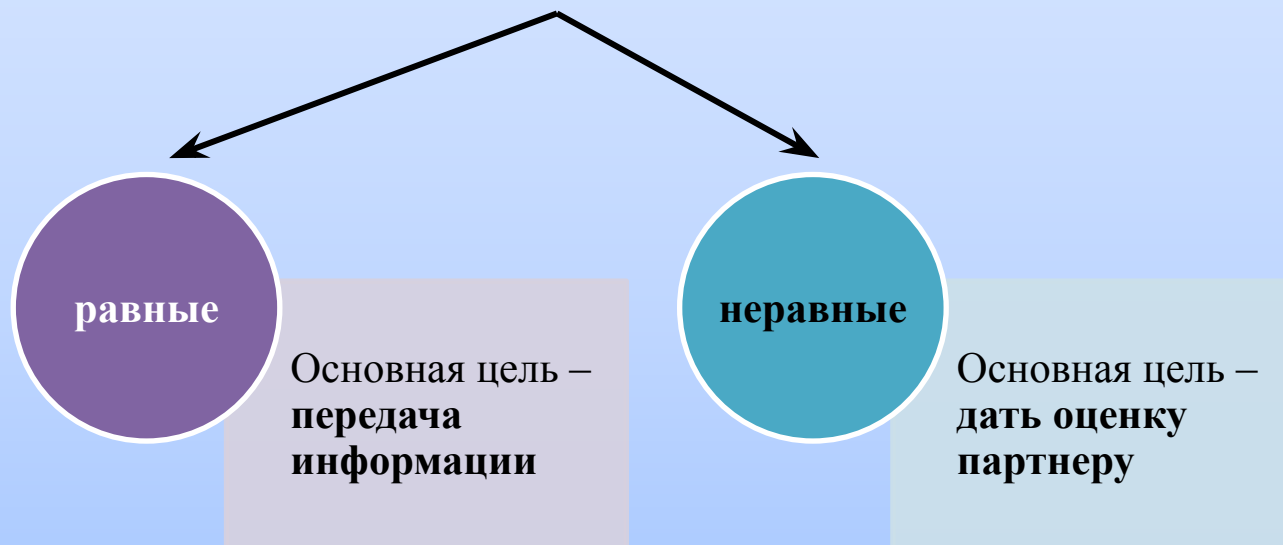 равные
Основная цель –
передача
информации
неравные
Основная цель –
дать оценку
партнеру